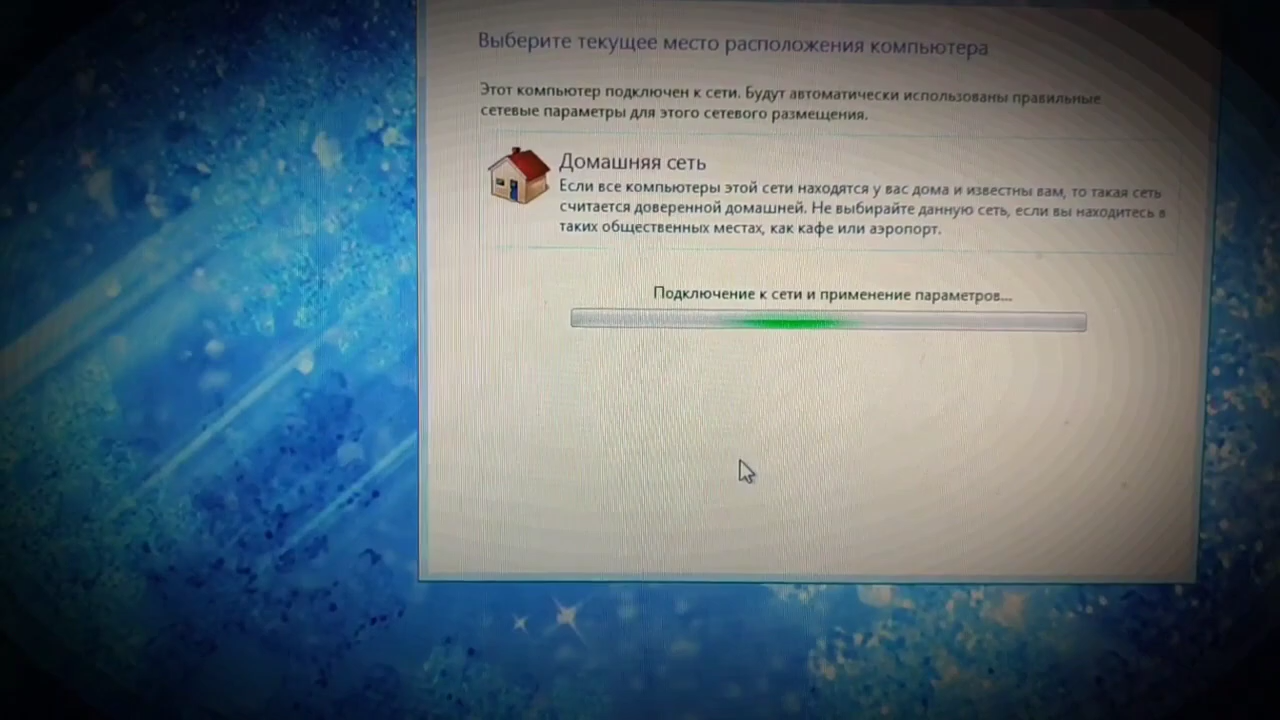 Выберите текущее место расположения компьютера
Этот компьютер подключен к сети. Будут автоматически использованы правильные
сетевые параметры для этого сетевого размещения.
Домашняя сеть
Если все компьютеры этой сети находятся у вас дома и известны вам, то такая сеть
считается доверенной домашней. Не выбирайте данную сеть, если вы находитесь в
таких общественных местах, как кафе или аэропорт.
Подключение к сети и применение параметров...